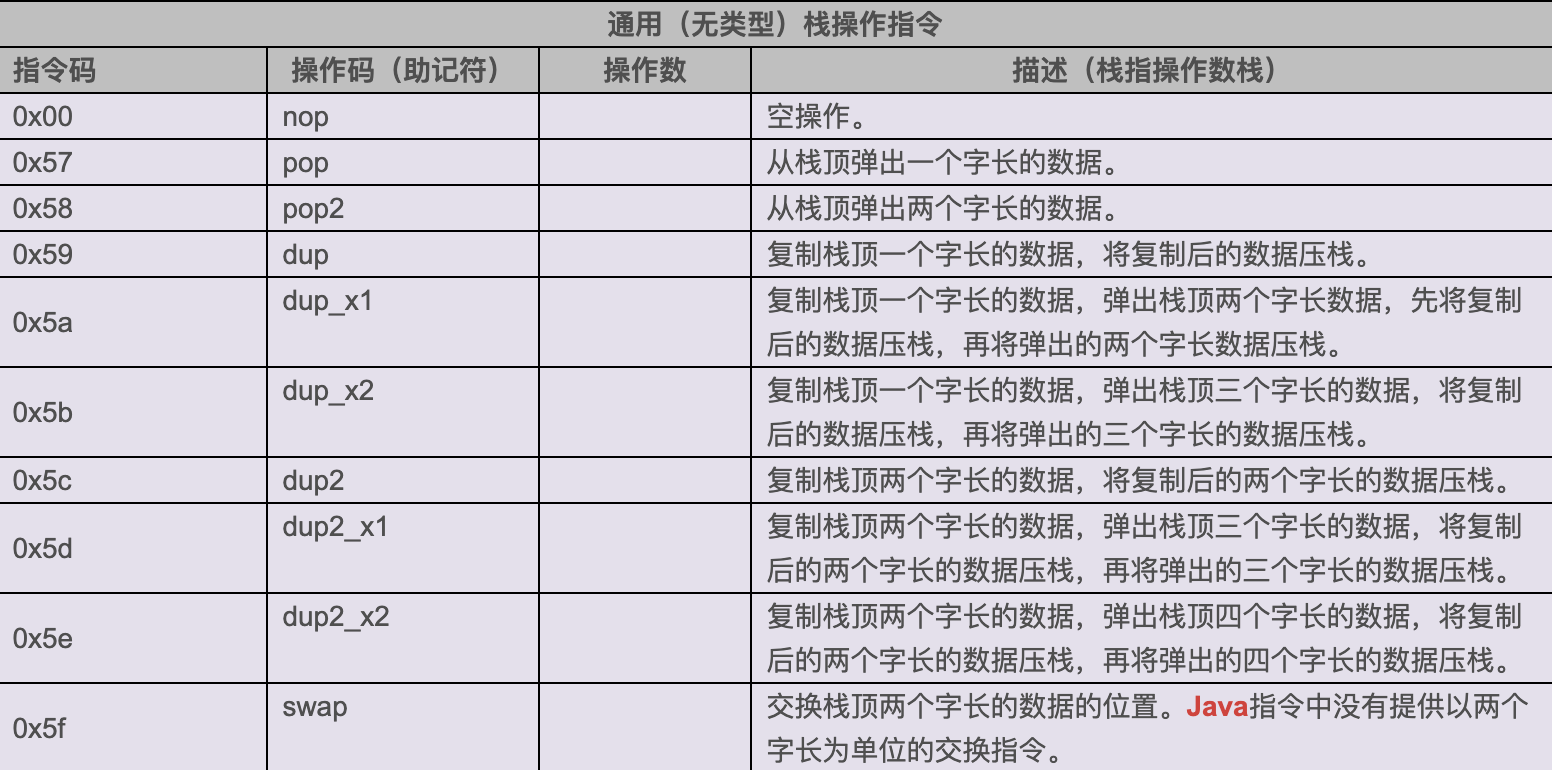 通用（无类型）栈操作指令
指令码 操作码（助记符） 操作数 描述（栈指操作数栈）
0x00 nop 空操作。
0x57 pop 从栈顶弹出一个字长的数据。
0x58 pop2 从栈顶弹出两个字长的数据。
0x59 dup 复制栈顶一个字长的数据，将复制后的数据压栈。
0x5a dup_x1 复制栈顶一个字长的数据，弹出栈顶两个字长数据，先将复制
后的数据压栈，再将弹出的两个字长数据压栈。
0x5b dup_x2 复制栈顶一个字长的数据，弹出栈顶三个字长的数据，将复制
后的数据压栈，再将弹出的三个字长的数据压栈。
0x5c dup2 复制栈顶两个字长的数据，将复制后的两个字长的数据压栈。
0x5d dup2_x1 复制栈顶两个字长的数据，弹出栈顶三个字长的数据，将复制
后的两个字长的数据压栈，再将弹出的三个字长的数据压栈。
0x5e dup2_x2 复制栈顶两个字长的数据，弹出栈顶四个字长的数据，将复制
后的两个字长的数据压栈，再将弹出的四个字长的数据压栈。
0x5f swap 交换栈顶两个字长的数据的位置。Java指令中没有提供以两个
字长为单位的交换指令。